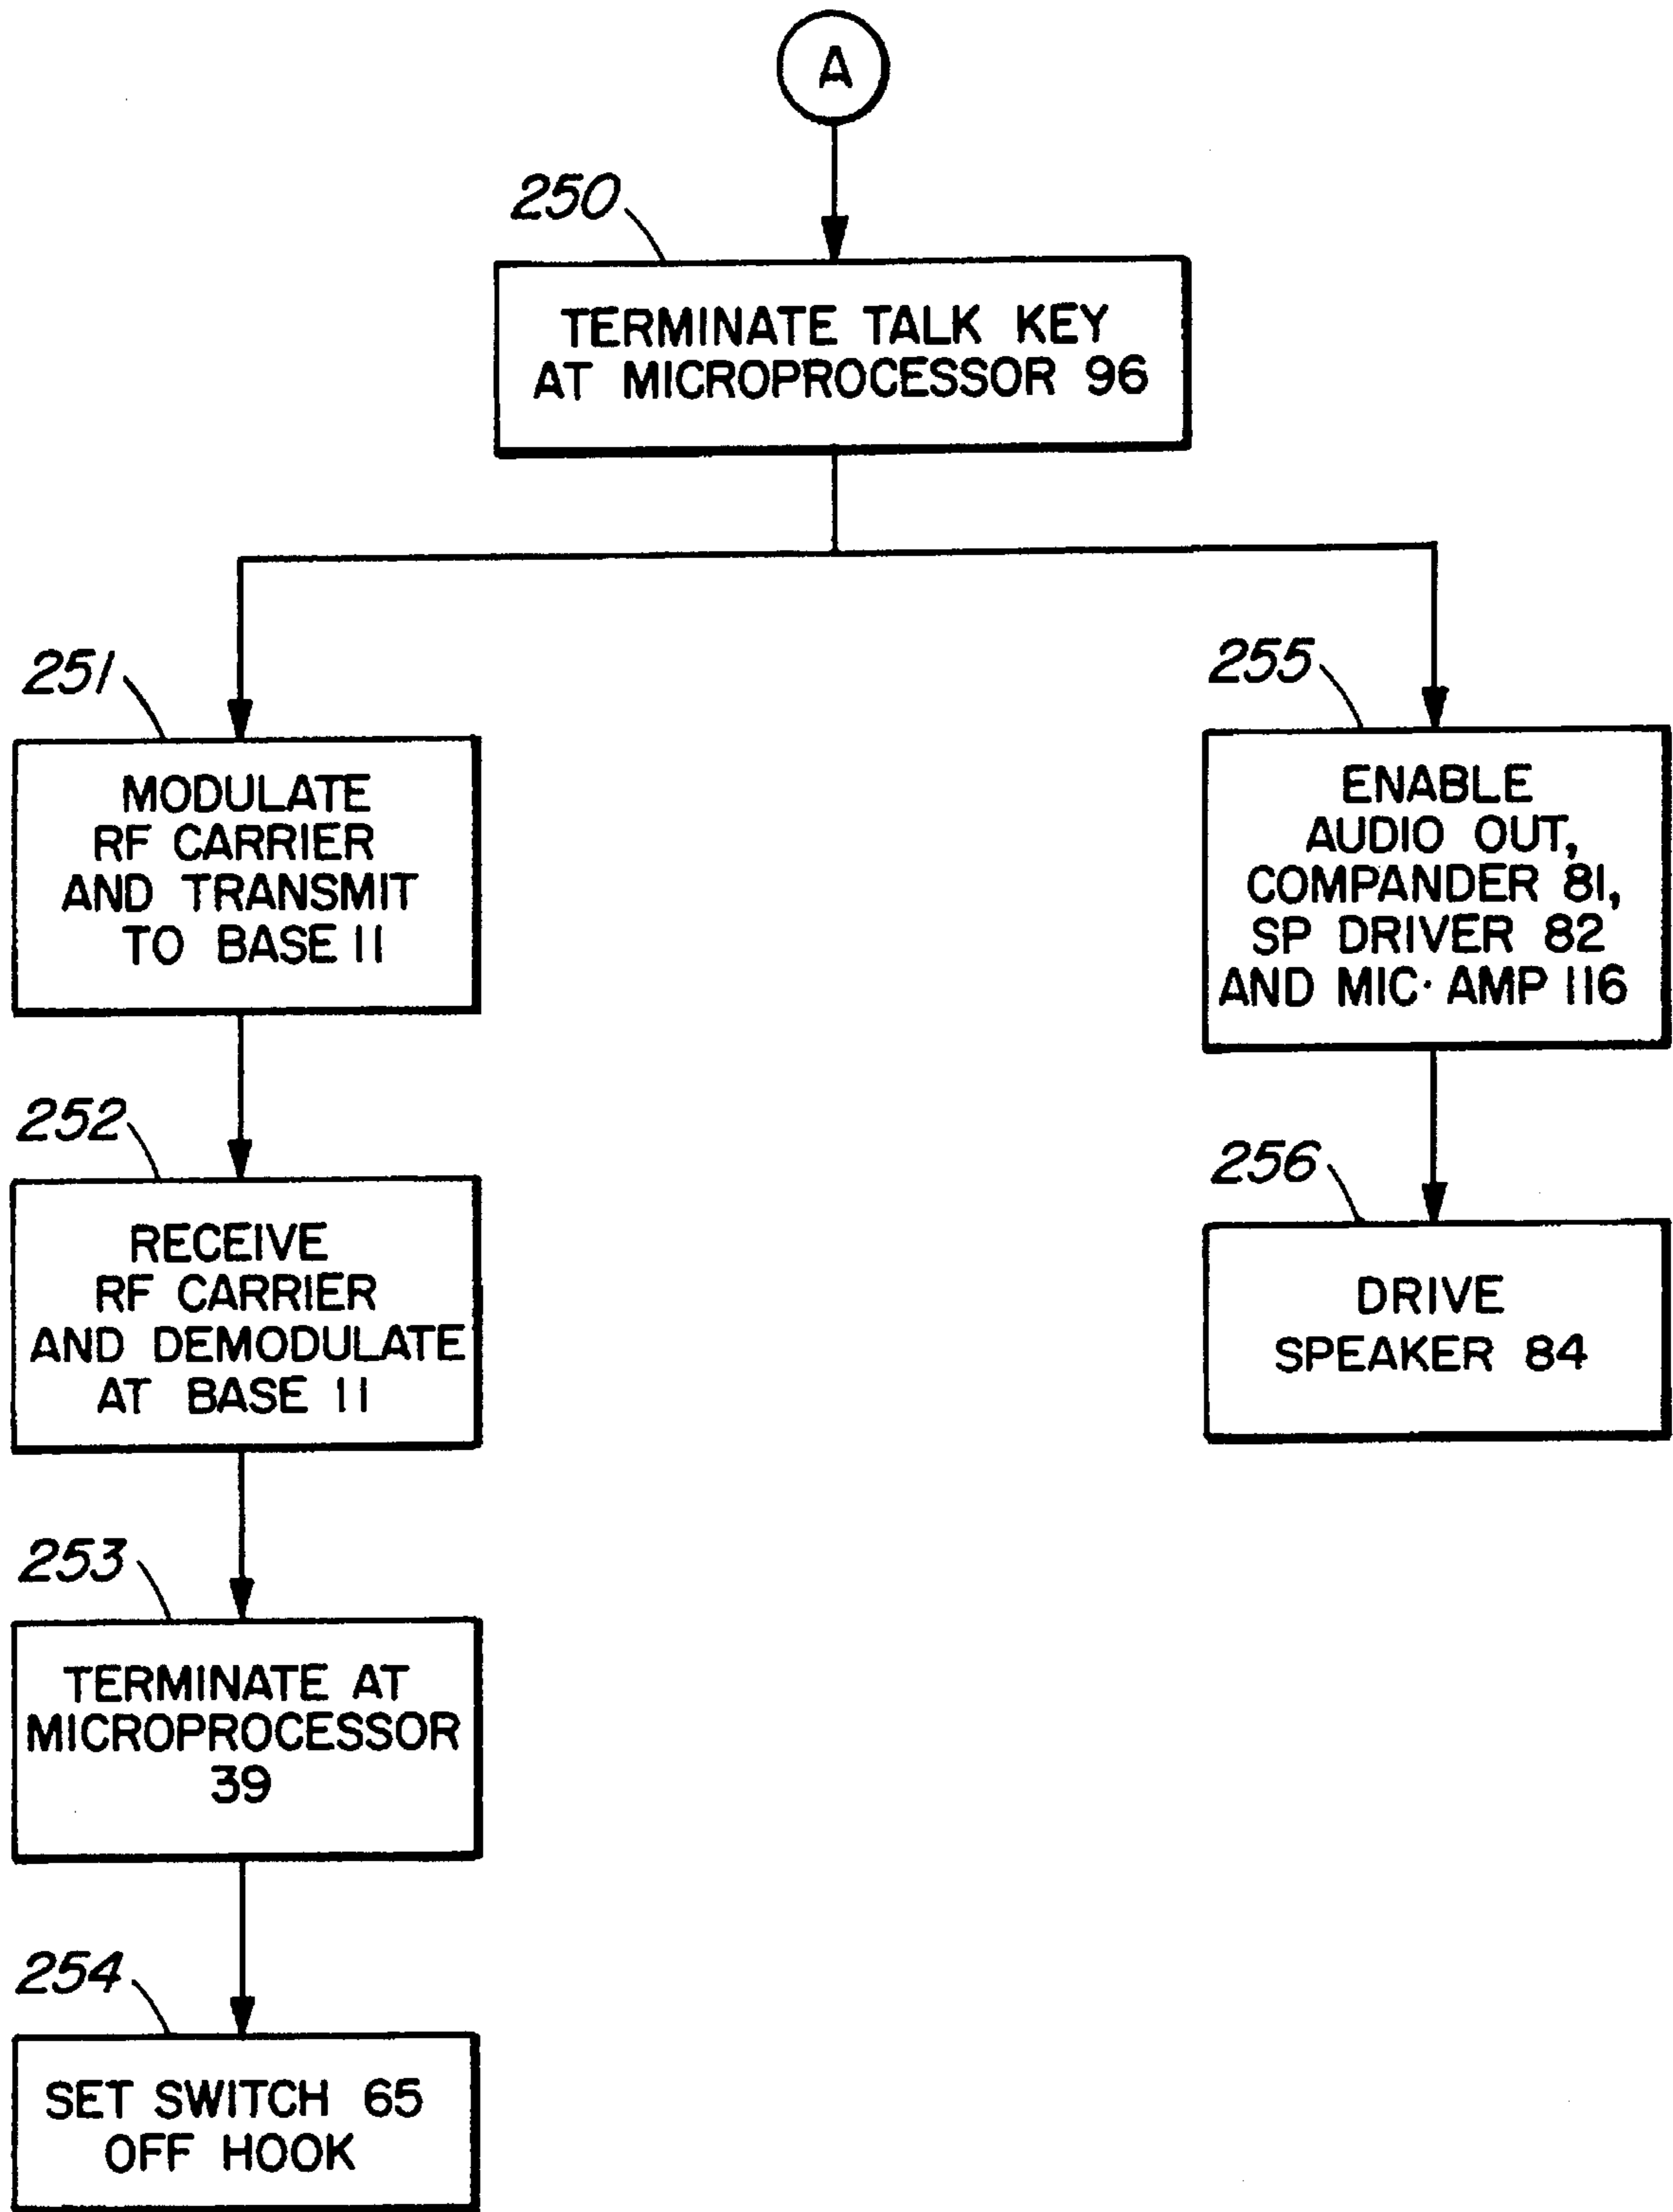 A
250
TERMINATE TALK KEY
AT MICROPROCESSOR 96
251
MODULATE
RF CARRIER
AND TRANSMIT
TO BASE 11
252
RECEIVE
RF CARRIER
AND DEMODULATE
AT BASE 11
253
TERMINATE AT
MICROPROCESSOR
39
254
SET SWITCH 65
OFF HOOK
255
ENABLE
AUDIO OUT,
COMPANDER 81,
SP DRIVER 82
AND MIC· AMP 116
256
DRIVE
SPEAKER 84